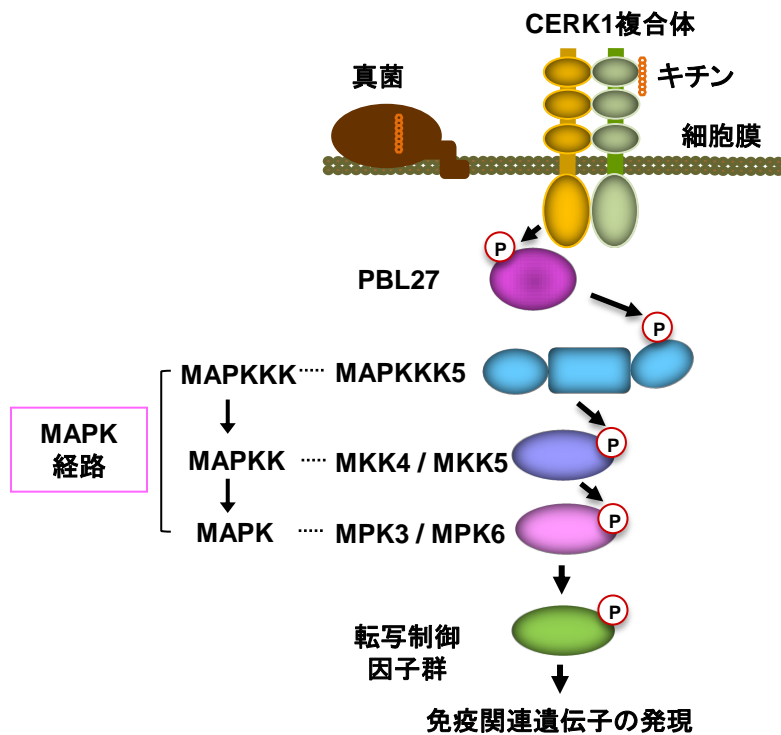 CERK1複合体
真菌
キチン
細胞膜
P
PBL27
P
MAPKKK ····· MAPKKK5
MAPK
経路
P
MAPKK ····· MKK4 / MKK5
P
MAPK ····· MPK3 / MPK6
P
転写制御
因子群
免疫関連遺伝子の発現